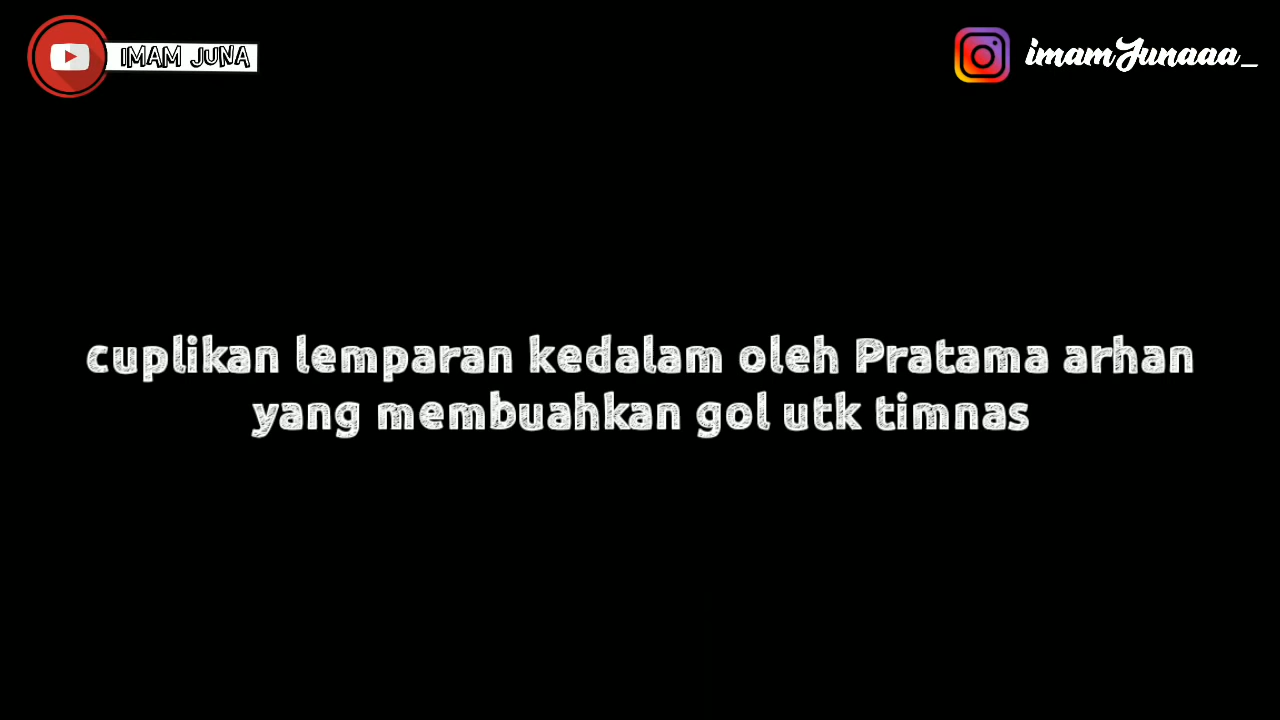 IMAM JUNA
imamJunaaa_
cuplikan lemparan kedalam oleh Pratama arhan
yang membuahkan gol utk timnas